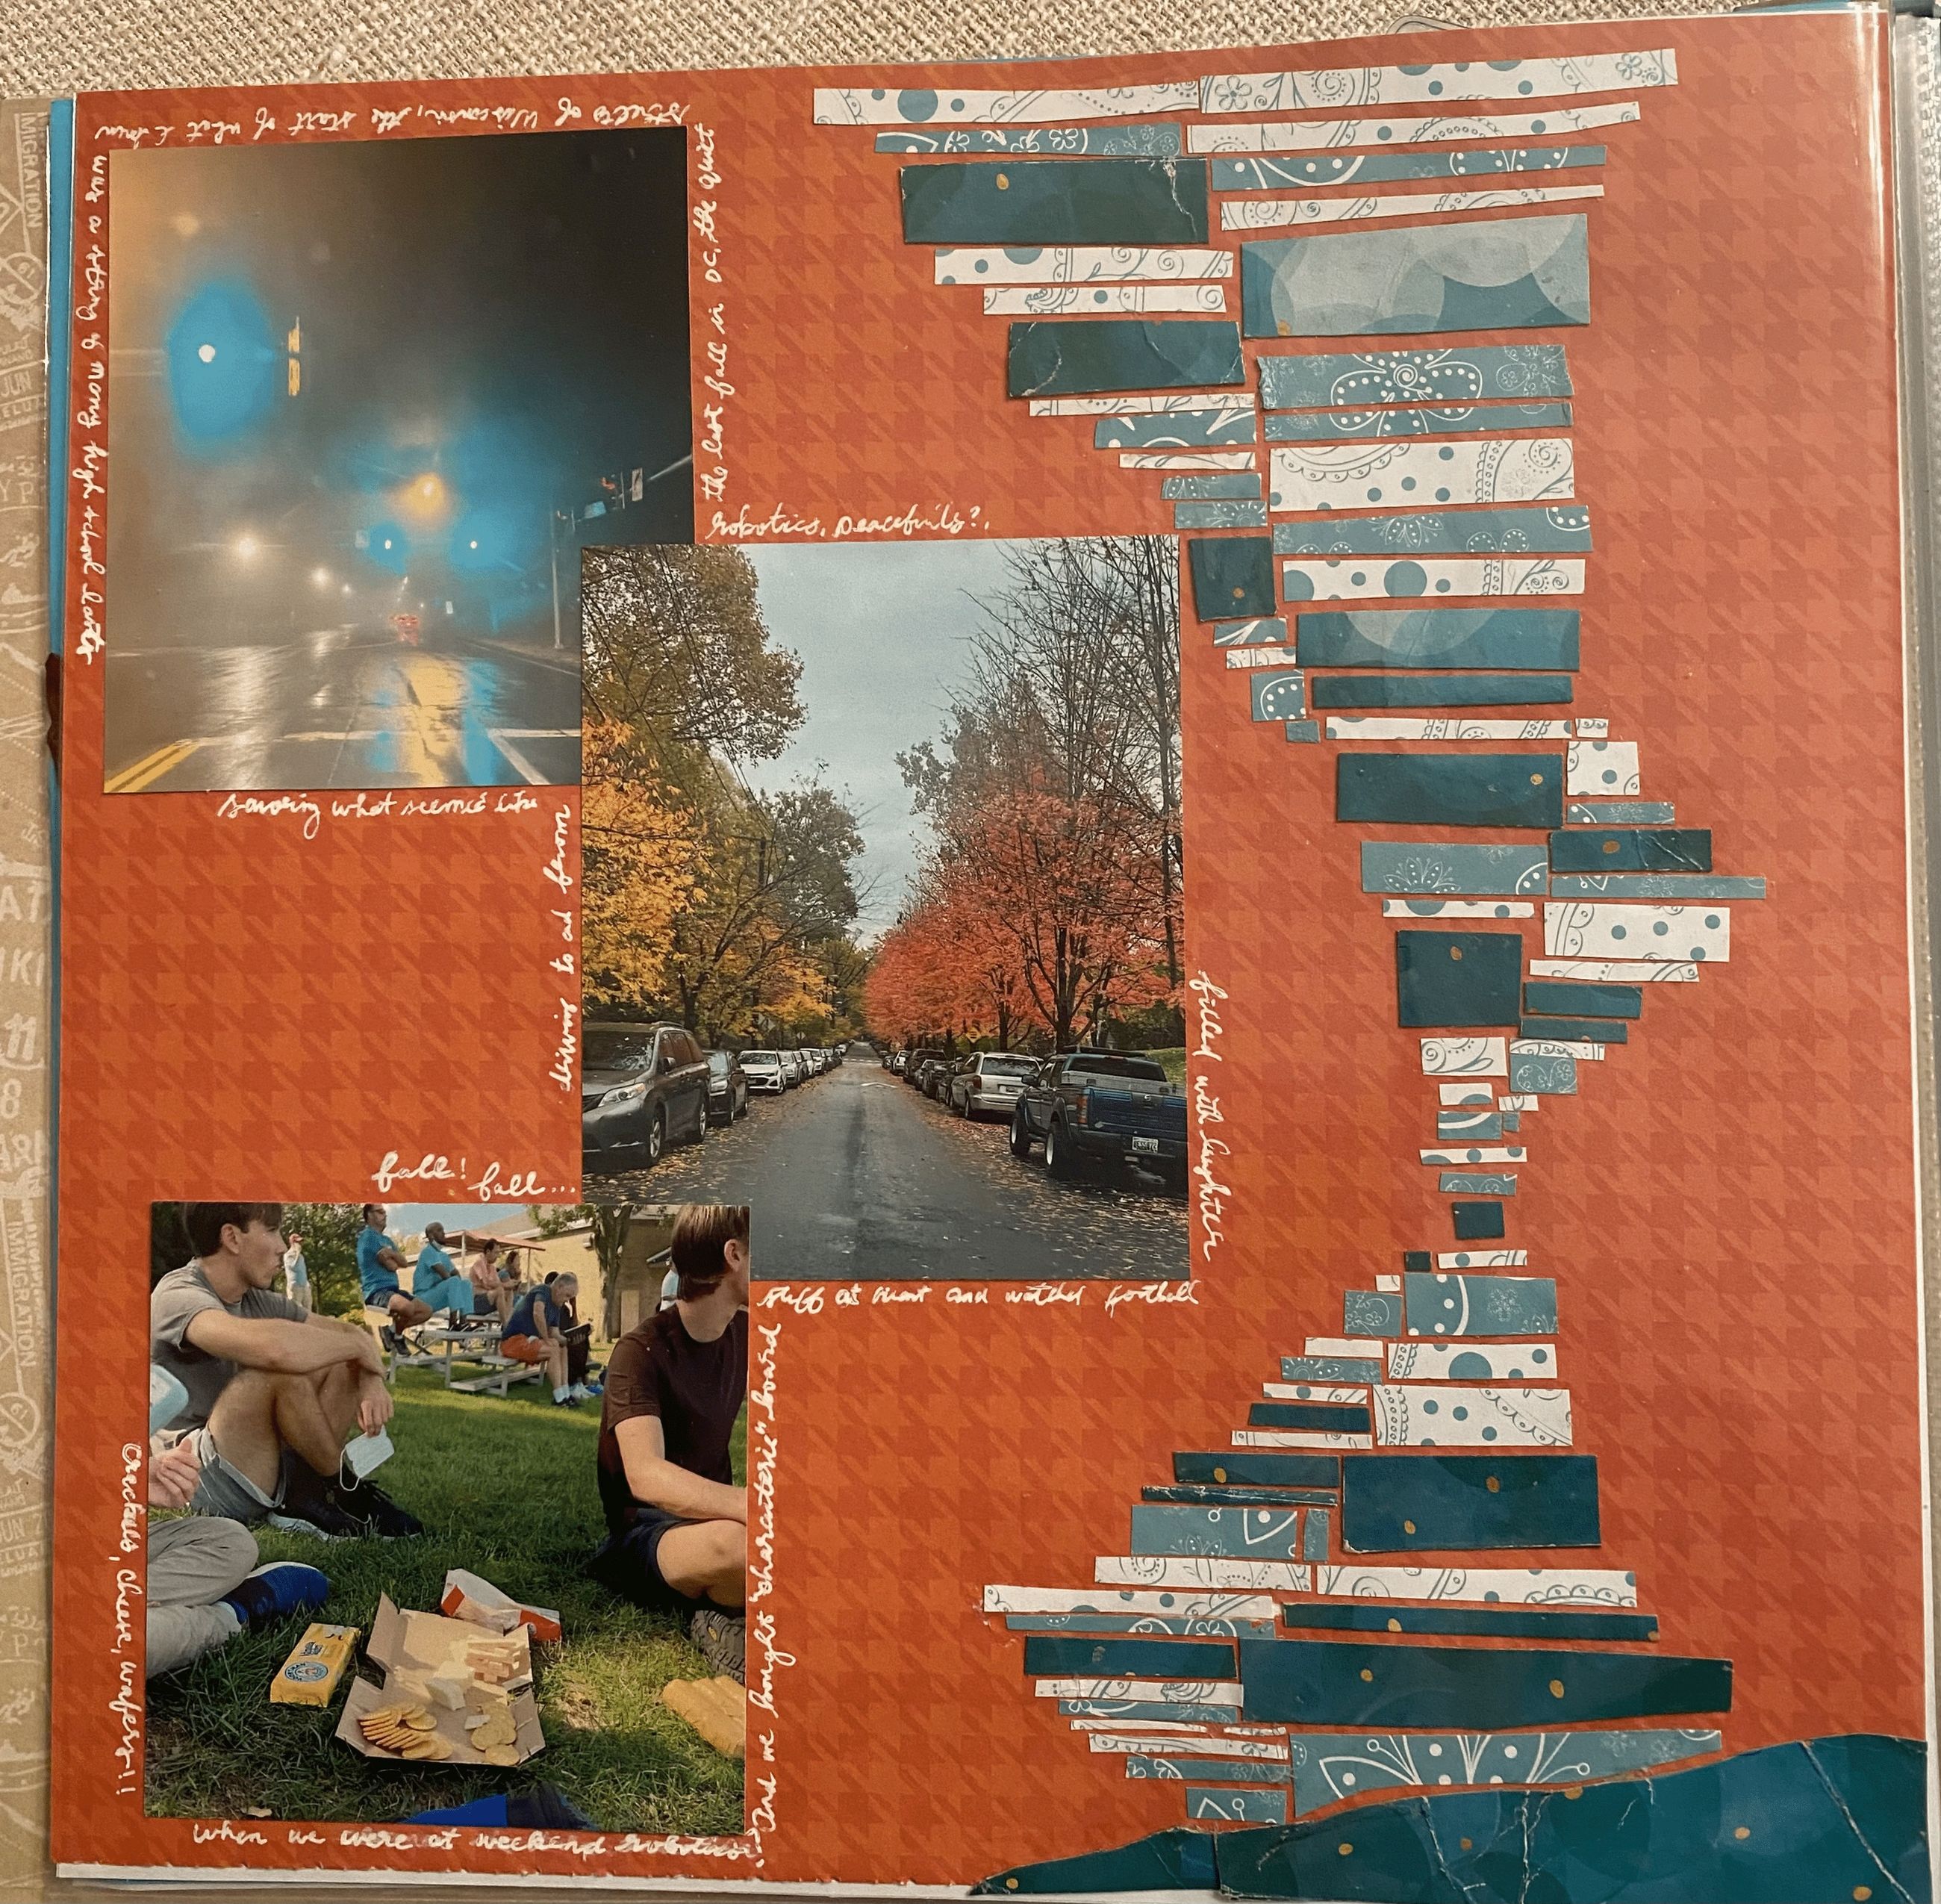 streets of Wisconsin, the start of what I
was a string of many high school lasts
the last fall in DC, the quiet
savoring what seemed like
driving to and from
robotics, peacefuls?.
fall! fall...
filled with laughter
stuff at and watched football
and we bought "charcuterie" board
Crackers, cheese, wafers-!!
When we were at weekend robotics!
IMMIGRATION
JUN
IMMIGRATION
JUN 2